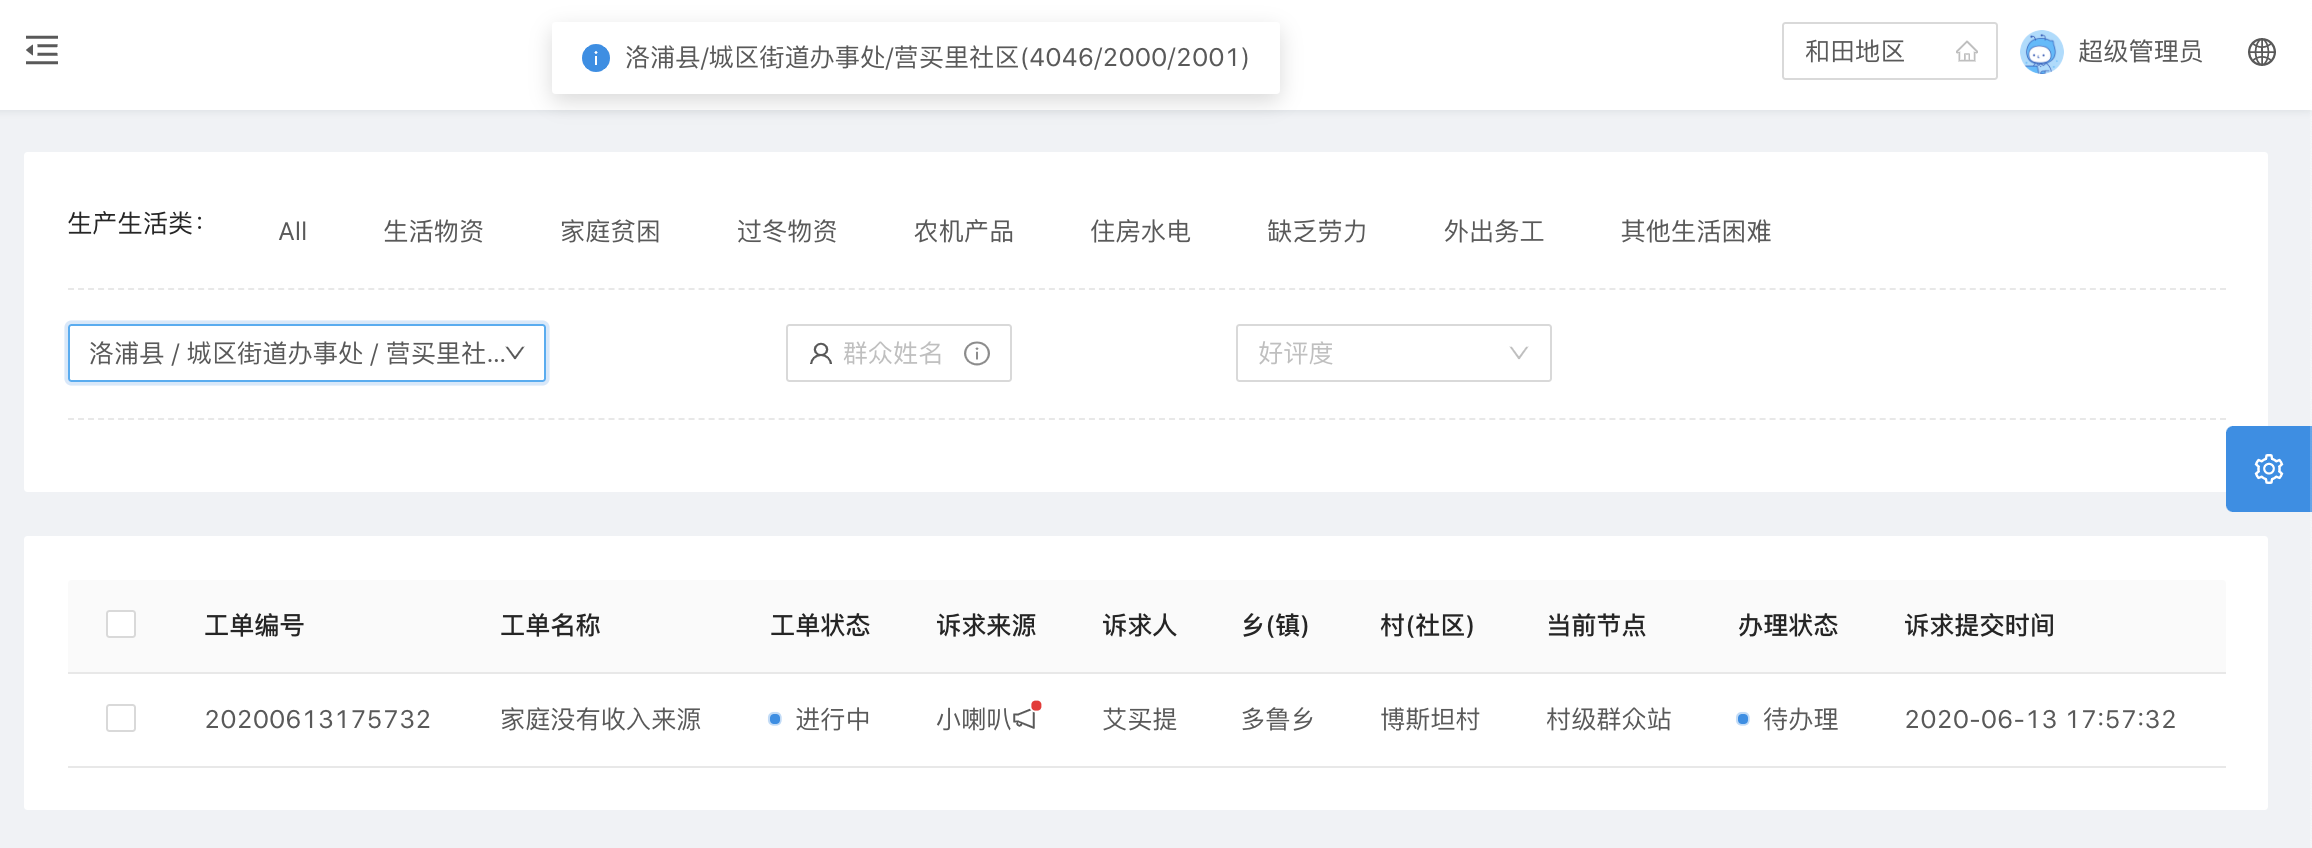 洛浦县/城区街道办事处/营买里社区(4046/2000/2001)
和田地区
超级管理员
生产生活类: All 生活物资 家庭贫困 过冬物资 农机产品 住房水电 缺乏劳力 外出务工 其他生活困难
洛浦县 / 城区街道办事处 / 营买里社... 群众姓名 好评度
工单编号 工单名称 工单状态 诉求来源 诉求人 乡(镇) 村(社区) 当前节点 办理状态 诉求提交时间
20200613175732 家庭没有收入来源 进行中 小喇叭 艾买提 多鲁乡 博斯坦村 村级群众站 待办理 2020-06-13 17:57:32